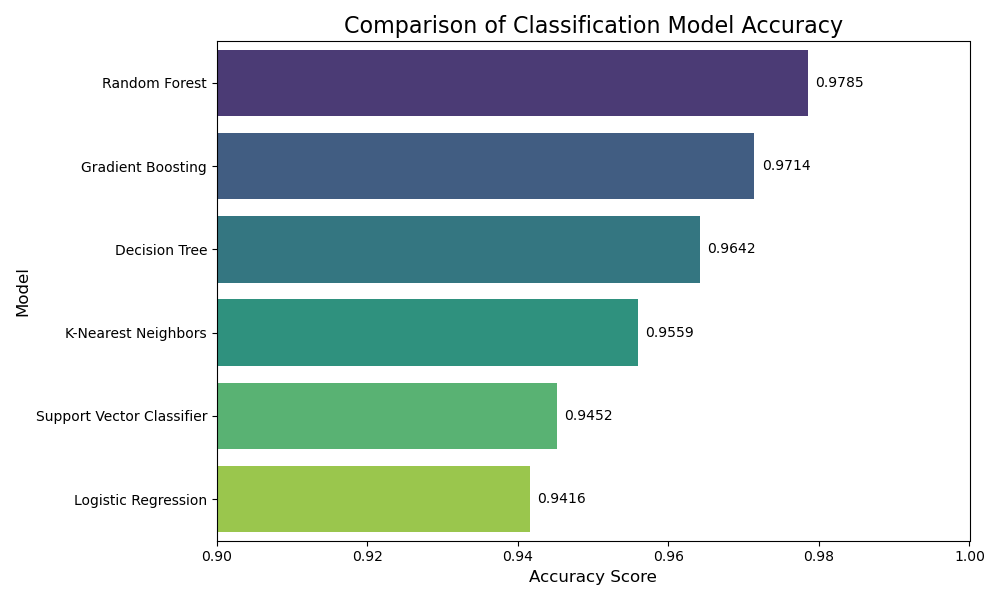 Comparison of Classification Model Accuracy
Random Forest
0.9785
Gradient Boosting
0.9714
Decision Tree
0.9642
Model
K-Nearest Neighbors
0.9559
Support Vector Classifier
0.9452
Logistic Regression
0.9416
0.90 0.92 0.94 0.96 0.98 1.00
Accuracy Score